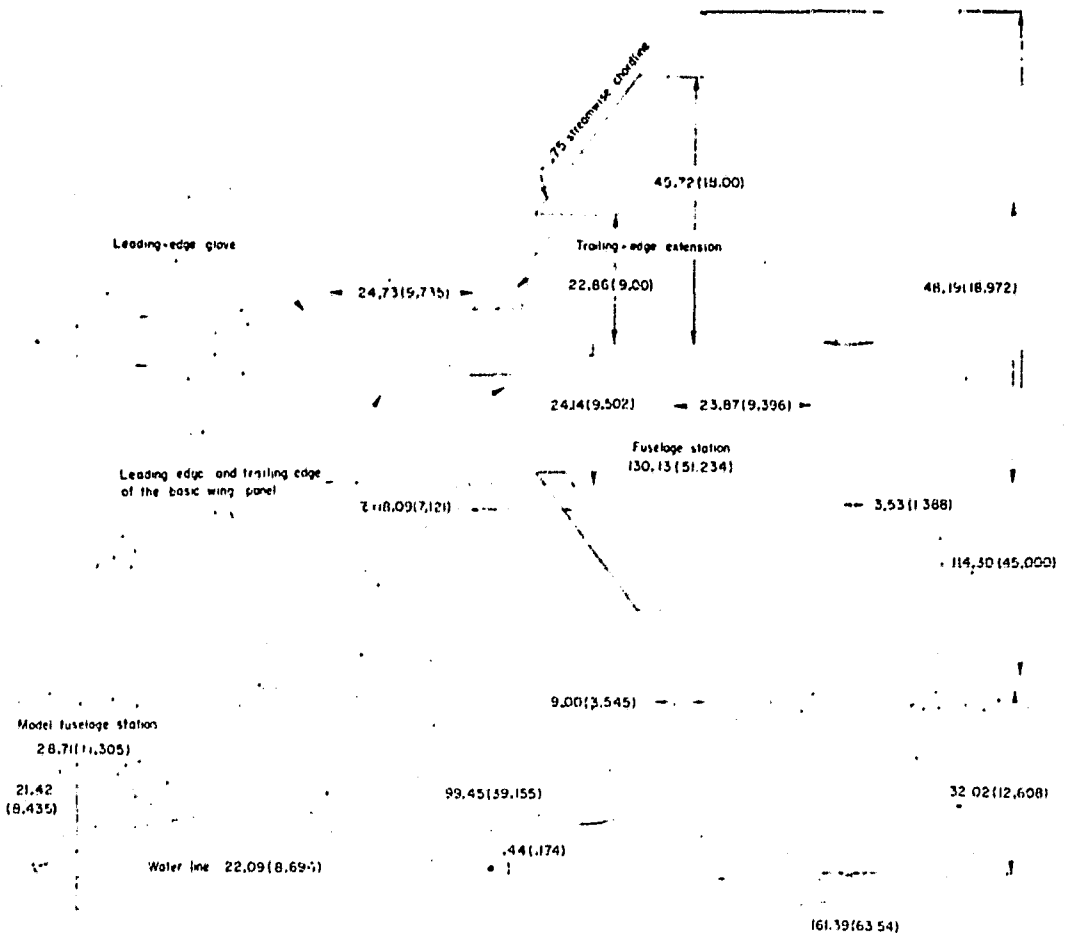 .75 streamwise chordline
45.72(18.00)
Leading-edge glove
Trailing-edge extension
24.73(9.735)
22.86(9.00)
48.19(18.972)
24.14(9.502)
23.87(9.396)
Fuselage station
130.13(51.234)
Leading edge and trailing edge
of the basic wing panel
18.09(7.121)
3.53(1.388)
114.30(45.000)
9.00(3.545)
Model fuselage station
28.71(11.305)
21.42
(8.435)
99.45(39.155)
32.02(12.608)
.44(.174)
Water line 22.09
161.39(63.54)